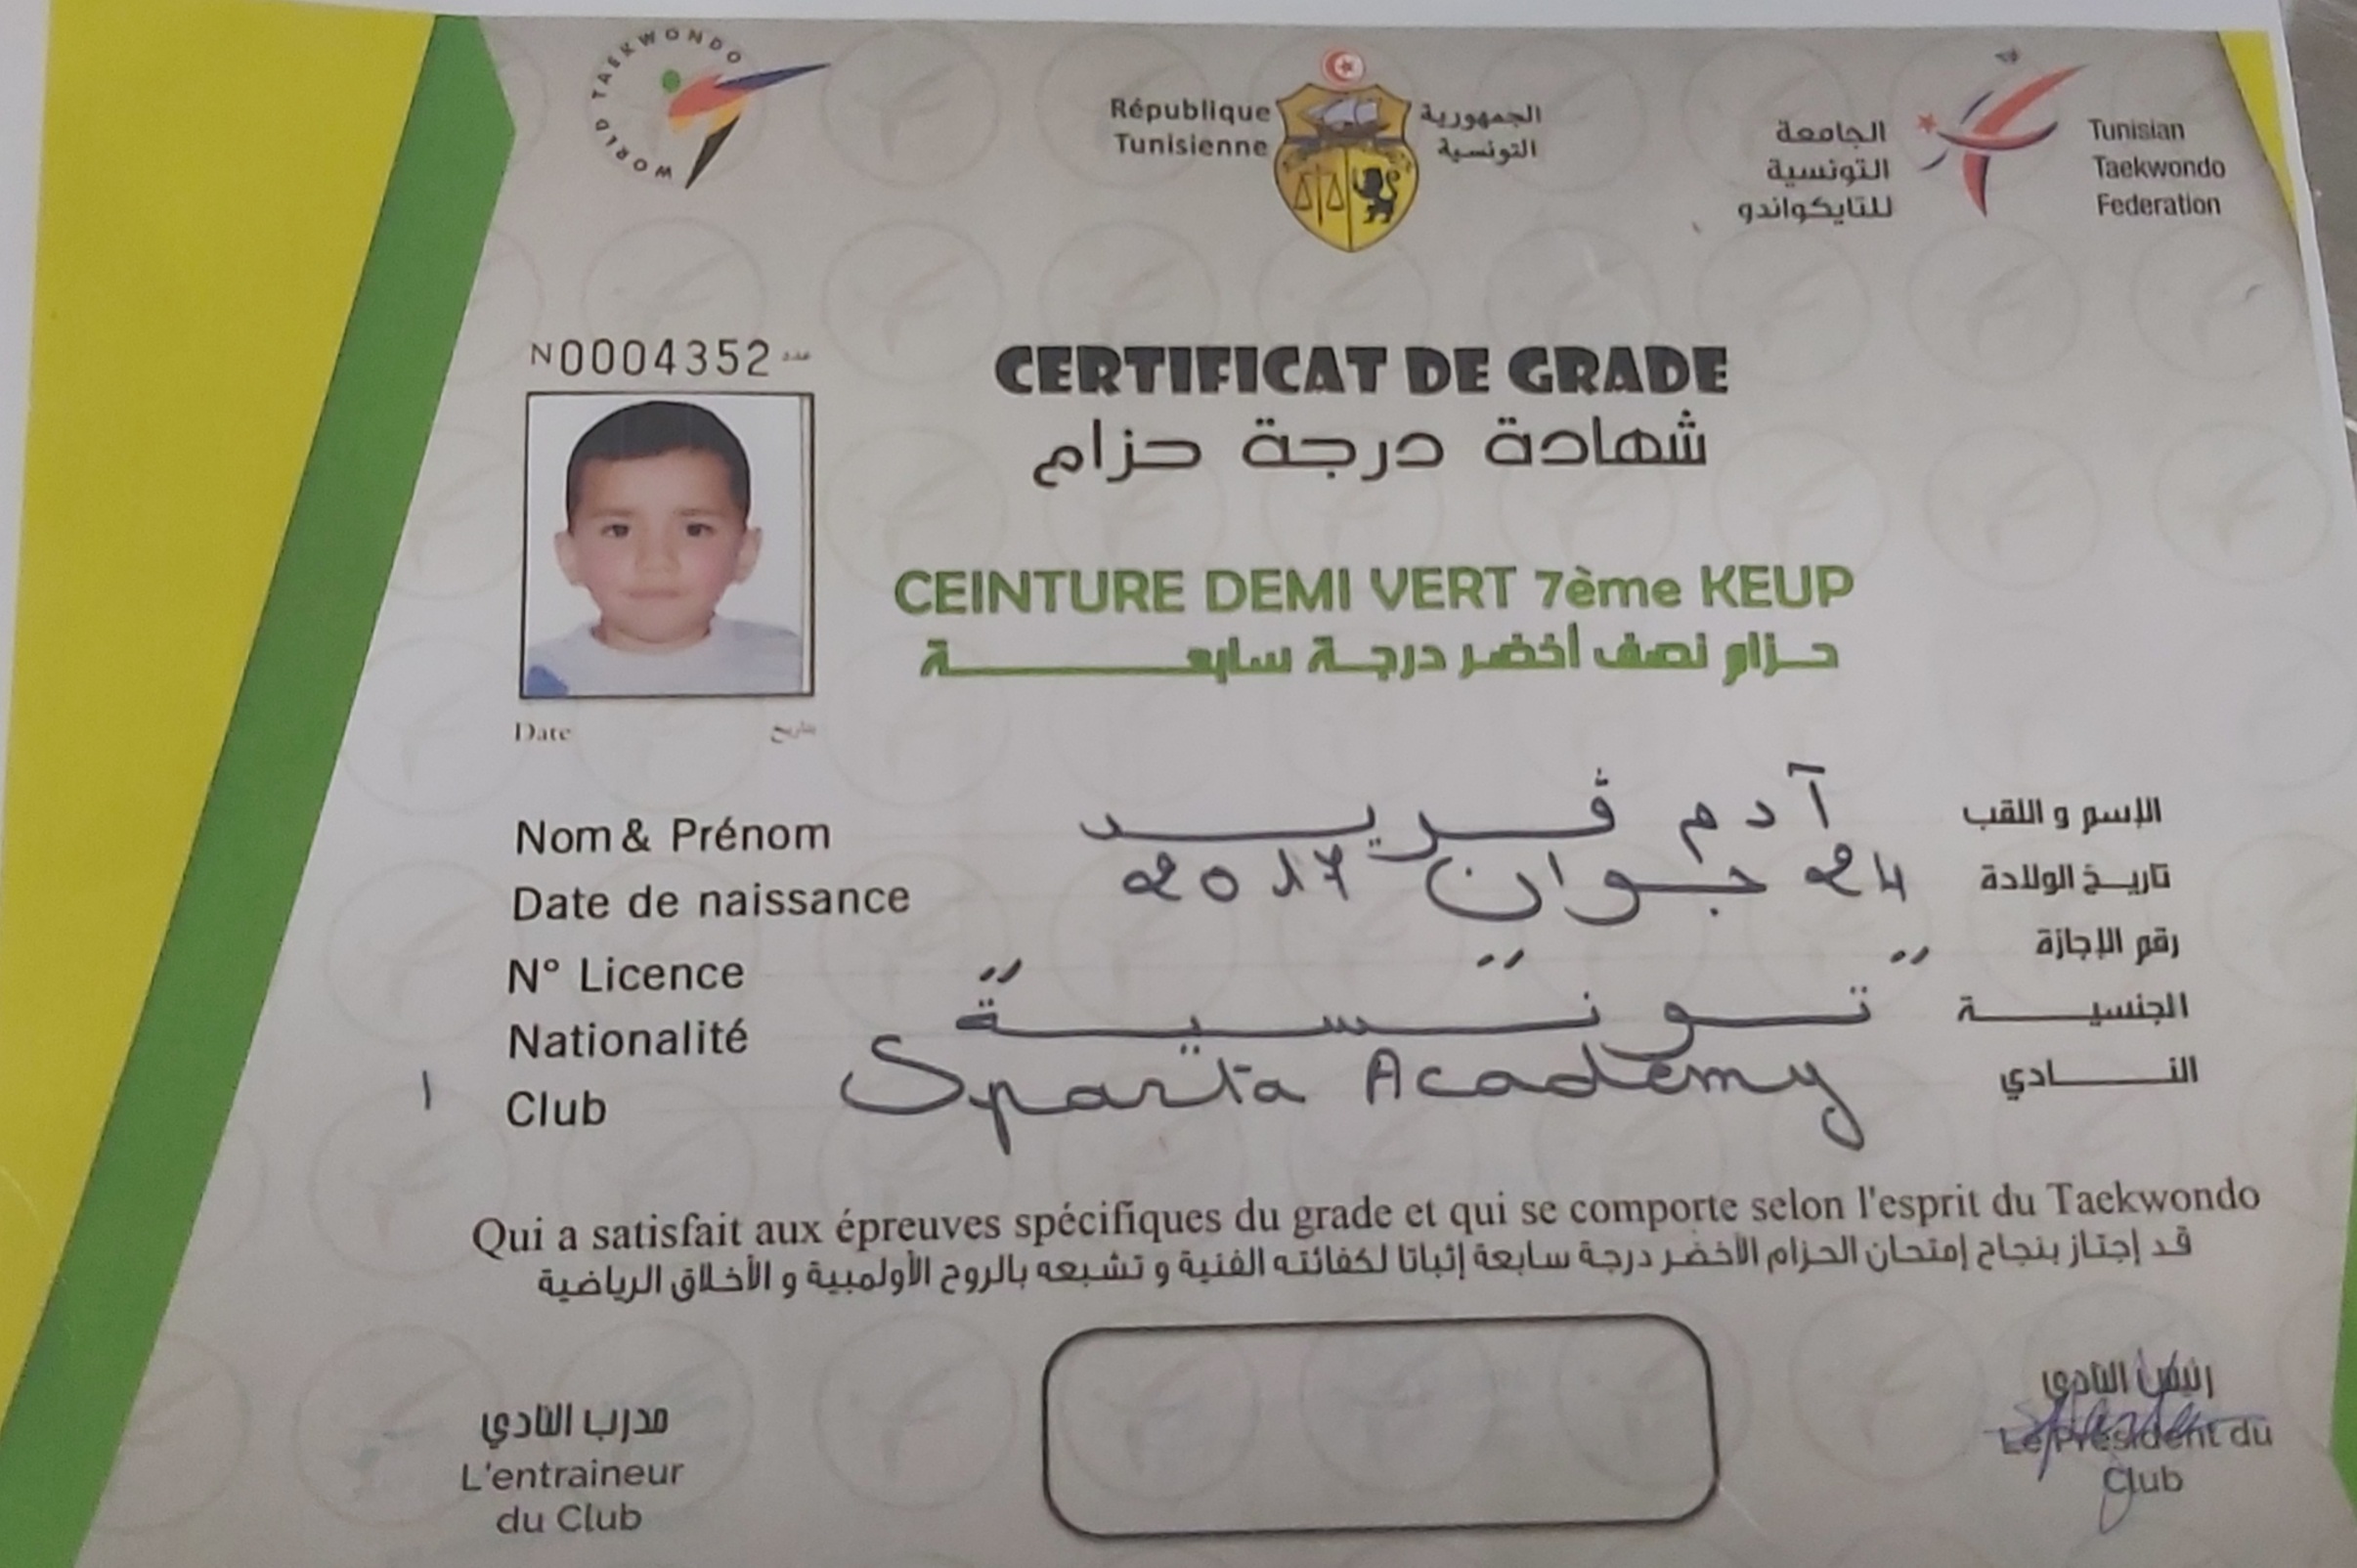 WORLD TAEKWONDO
République Tunisienne
الجمهورية التونسية
الجامعة التونسية للتايكواندو
Tunisian Taekwondo Federation
N0004352 عدد
CERTIFICAT DE GRADE
شهادة درجة حزام
CEINTURE DEMI VERT 7ème KEUP
حزام نصف أخضر درجة سابعة
Date تاريخ
Nom & Prénom آدم فريد الإسم و اللقب
Date de naissance 24 جوان 2017 تاريخ الولادة
N° Licence " " " رقم الإجازة
Nationalité تونسية الجنسية
Club Sparta Academy النادي
Qui a satisfait aux épreuves spécifiques du grade et qui se comporte selon l'esprit du Taekwondo
قد إجتاز بنجاح إمتحان الحزام الأخضر درجة سابعة إثباتا لكفائته الفنية و تشبعه بالروح الأولمبية و الأخلاق الرياضية
مدرب النادي
L'entraineur
du Club
رئيس النادي
Le Président du
Club